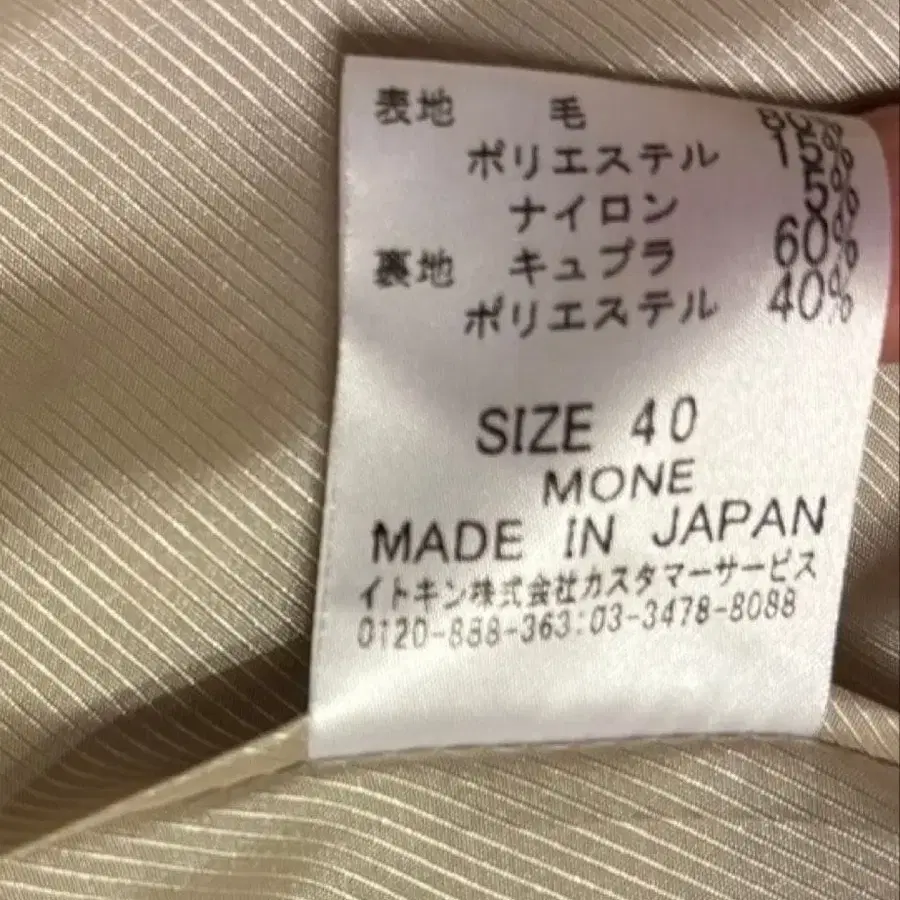 表地 毛 80%
ポリエステル 15%
ナイロン 5%
裏地 キュプラ 60%
ポリエステル 40%
SIZE 40
MONE
MADE IN JAPAN
イトキン株式会社カスタマーサービス
0120-888-363:03-3478-8088